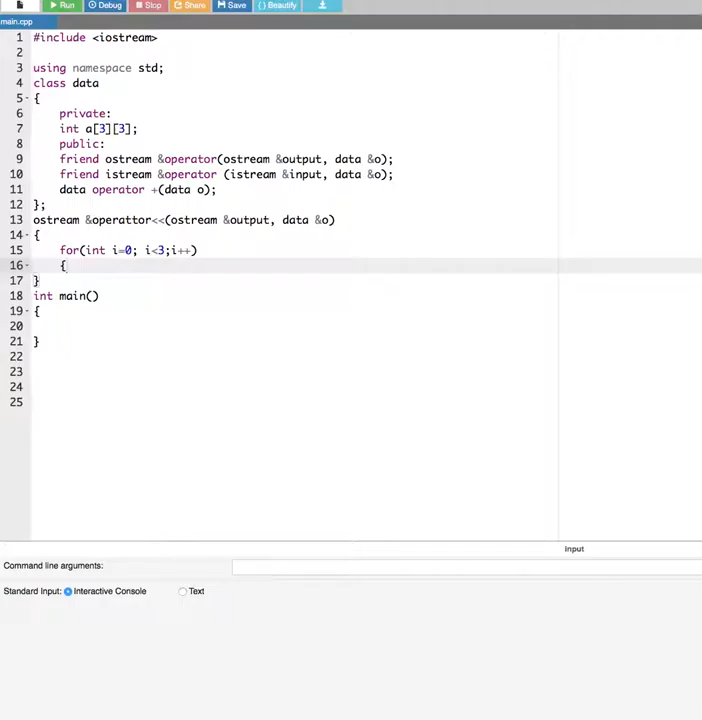 Run Debug Stop Share Save {} Beautify
main.cpp
1 #include <iostream>
2
3 using namespace std;
4 class data
5 {
6 private:
7 int a[3][3];
8 public:
9 friend ostream &operator(ostream &output, data &o);
10 friend istream &operator (istream &input, data &o);
11 data operator +(data o);
12 };
13 ostream &operattor<<(ostream &output, data &o)
14 {
15 for(int i=0; i<3;i++)
16 {
17 }
18 int main()
19 {
20
21 }
22
23
24
25
input
Command line arguments:
Standard Input: Interactive Console Text